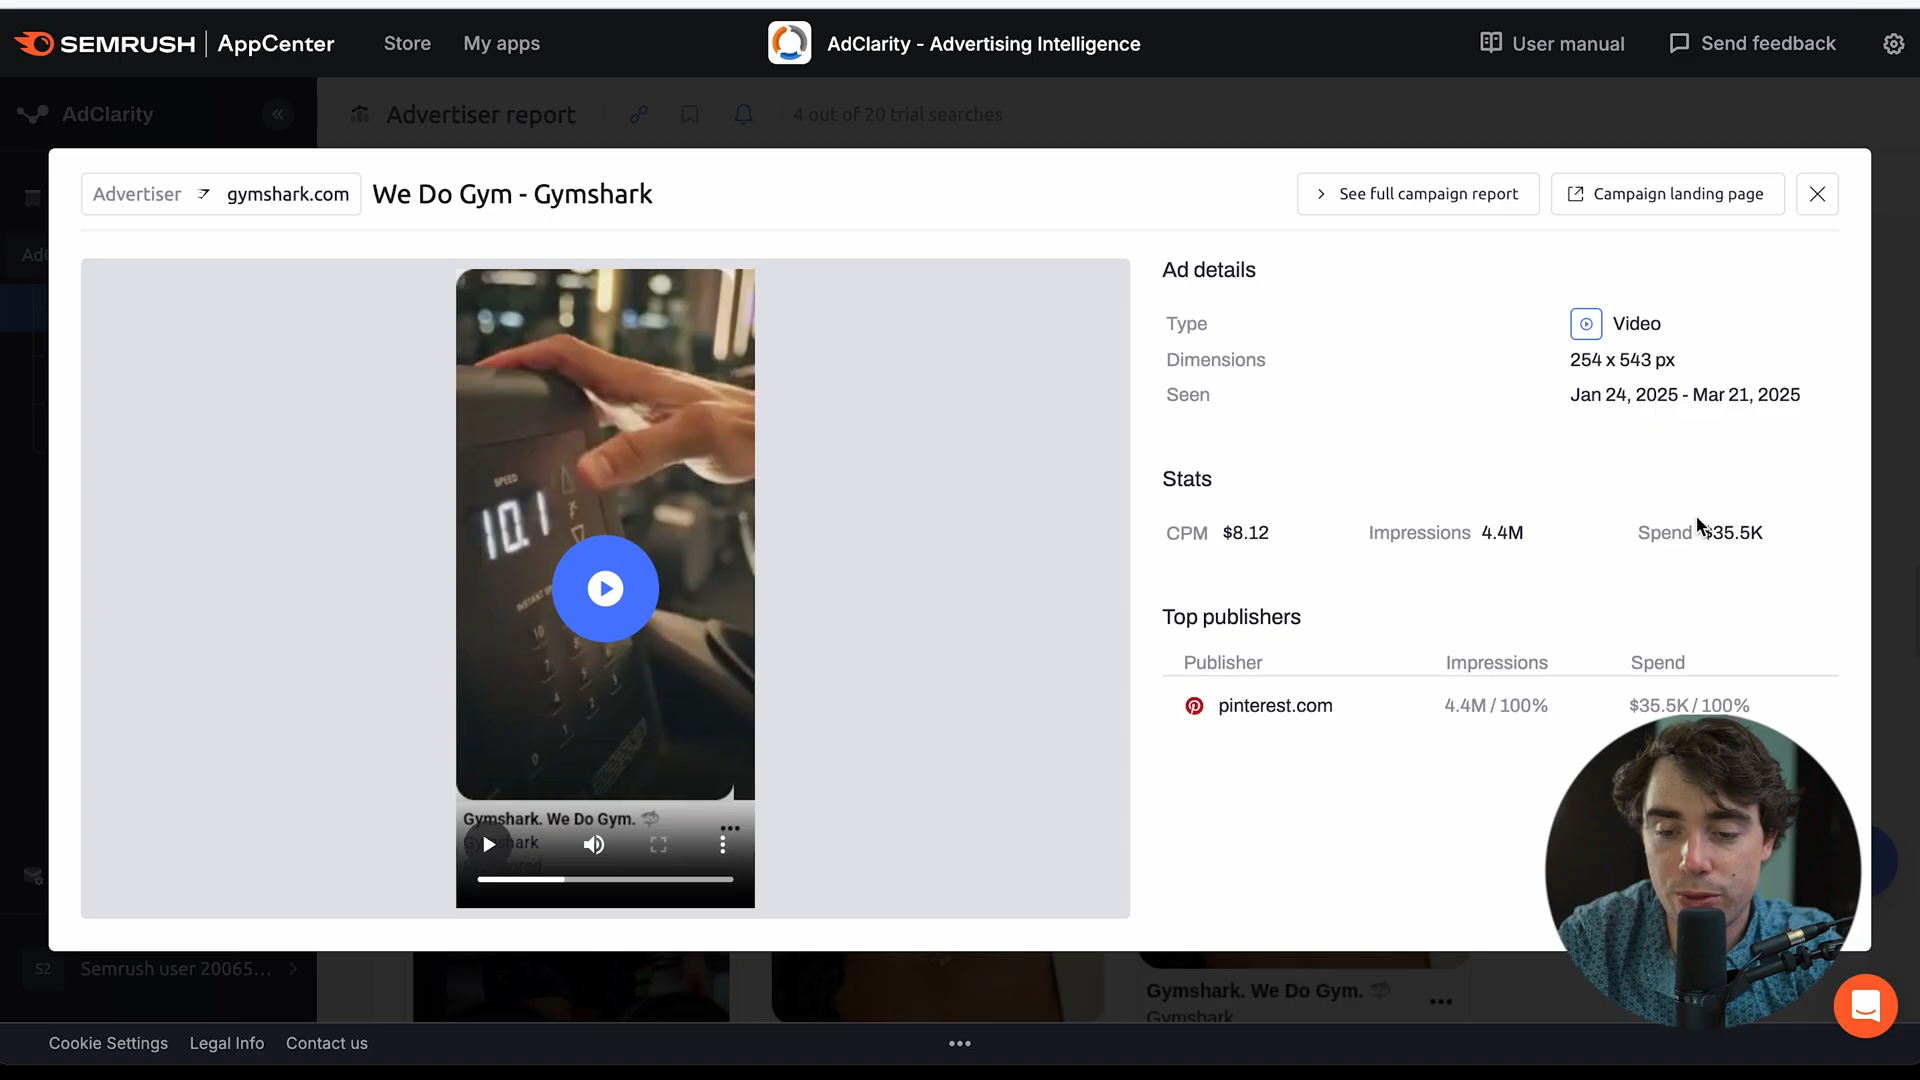 SEMRUSH AppCenter Store My apps AdClarity - Advertising Intelligence User manual Send feedback
AdClarity Advertiser report 4 out of 20 trial searches
Advertiser gymshark.com We Do Gym - Gymshark See full campaign report Campaign landing page
Ad details
Type Video
Dimensions 254 x 543 px
Seen Jan 24, 2025 - Mar 21, 2025
Stats
CPM $8.12 Impressions 4.4M Spend $35.5K
Top publishers
Publisher Impressions Spend
pinterest.com 4.4M / 100% $35.5K / 100%
SPEED
10.1
Gymshark. We Do Gym.
S2 Semrush user 20065...
Gymshark. We Do Gym.
Gymshark
Cookie Settings Legal Info Contact us